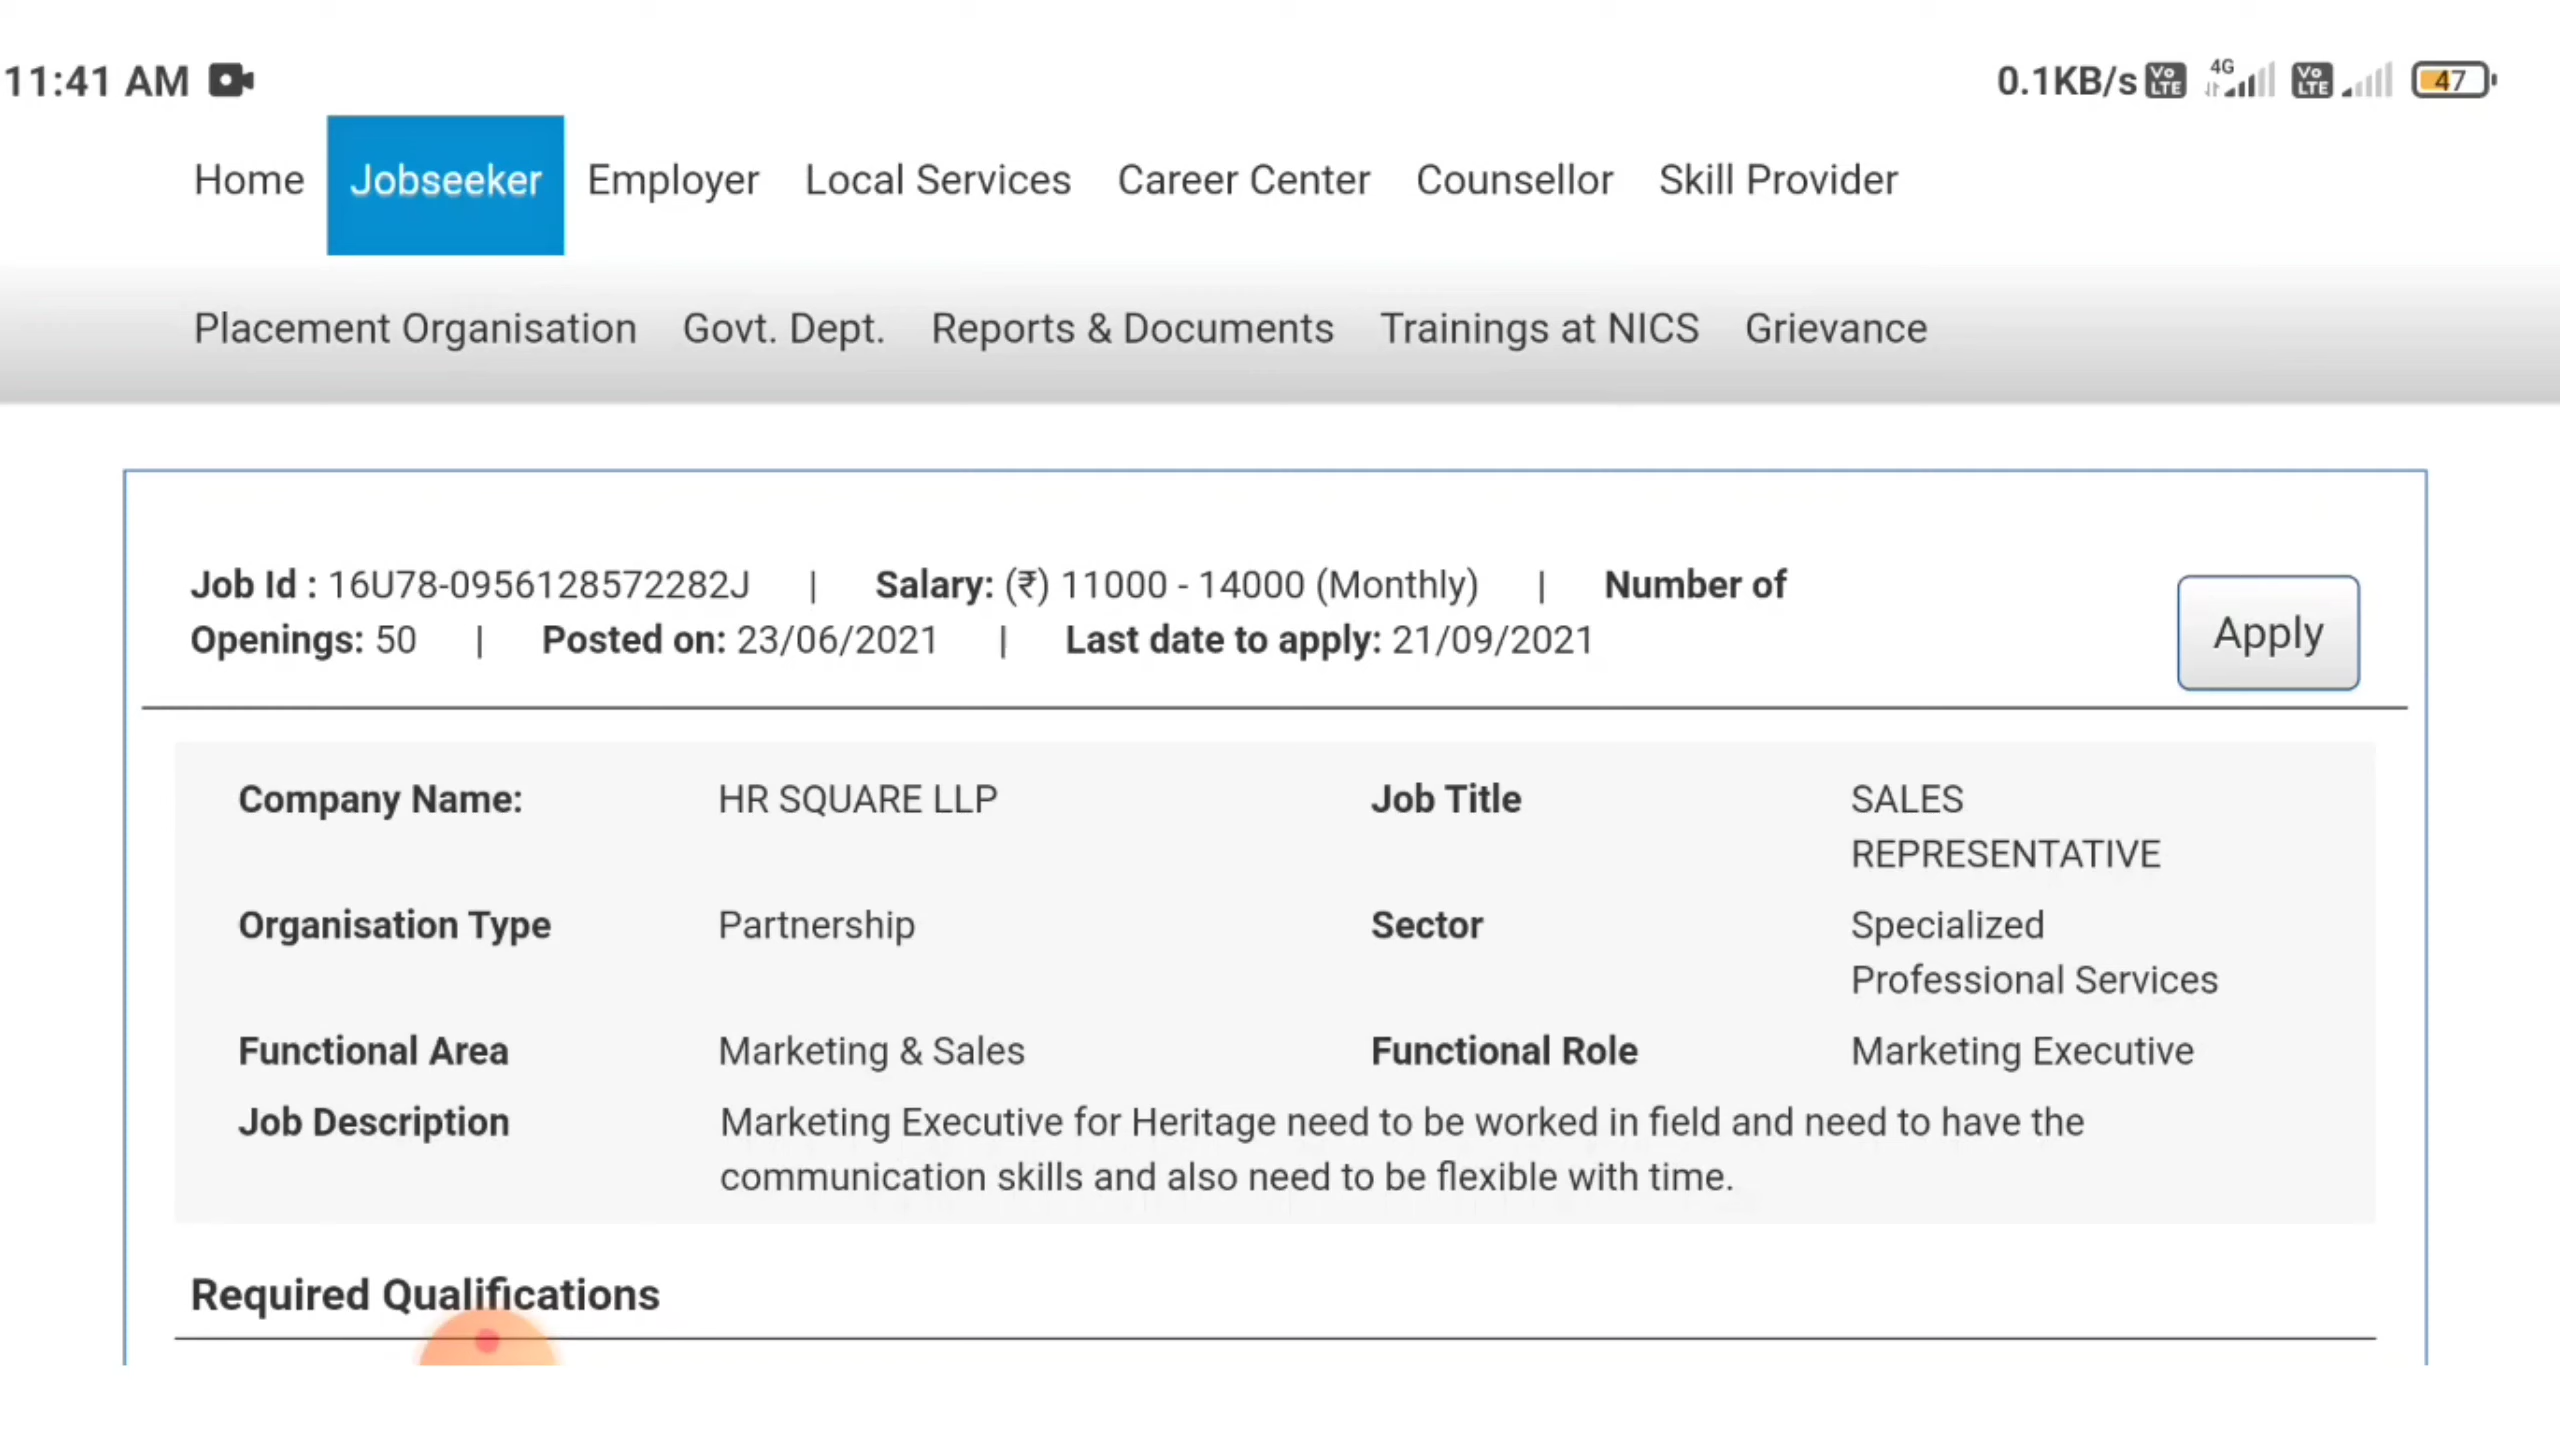 11:41 AM 0.1KB/s Vo LTE 4G Vo LTE 47
Home Jobseeker Employer Local Services Career Center Counsellor Skill Provider
Placement Organisation Govt. Dept. Reports & Documents Trainings at NICS Grievance
Job Id : 16U78-0956128572282J | Salary: (₹) 11000 - 14000 (Monthly) | Number of
Openings: 50 | Posted on: 23/06/2021 | Last date to apply: 21/09/2021
Apply
Company Name: HR SQUARE LLP Job Title SALES
REPRESENTATIVE
Organisation Type Partnership Sector Specialized
Professional Services
Functional Area Marketing & Sales Functional Role Marketing Executive
Job Description Marketing Executive for Heritage need to be worked in field and need to have the
communication skills and also need to be flexible with time.
Required Qualifications